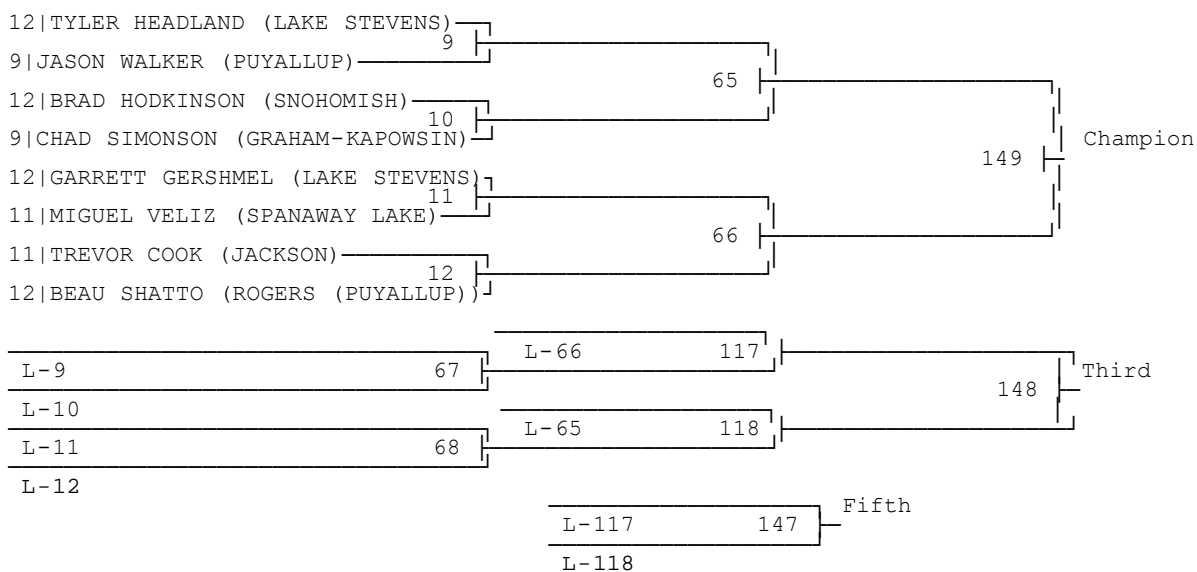 12|TYLER HEADLAND (LAKE STEVENS)
9
9|JASON WALKER (PUYALLUP)
65
12|BRAD HODKINSON (SNOHOMISH)
10
9|CHAD SIMONSON (GRAHAM-KAPOWSIN)
149 Champion
12|GARRETT GERSHMEL (LAKE STEVENS)
11
11|MIGUEL VELIZ (SPANAWAY LAKE)
66
11|TREVOR COOK (JACKSON)
12
12|BEAU SHATTO (ROGERS (PUYALLUP))
L-66 117
L-9 67 Third
148
L-10
L-65 118
L-11 68
L-12
Fifth
L-117 147
L-118